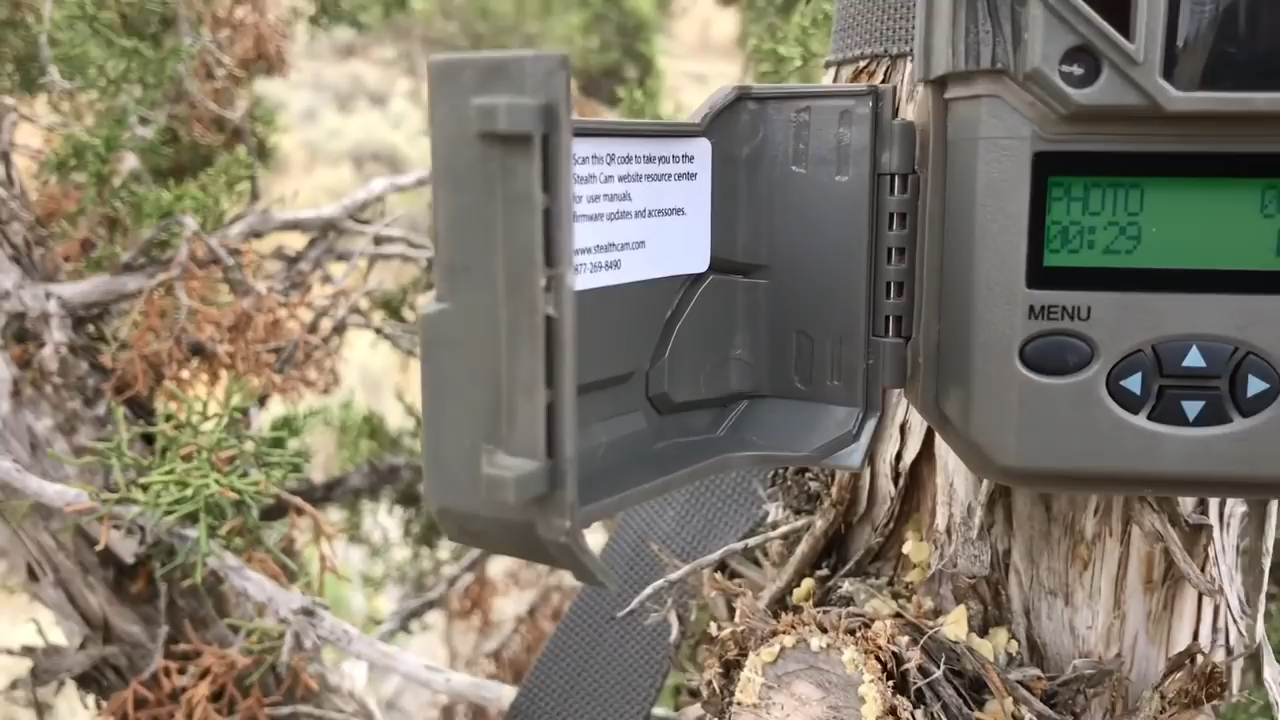 Scan this QR code to take you to the
Stealth Cam website resource center
for user manuals,
firmware updates and accessories.
www.stealthcam.com
877-269-8490
PHOTO
00:29
MENU